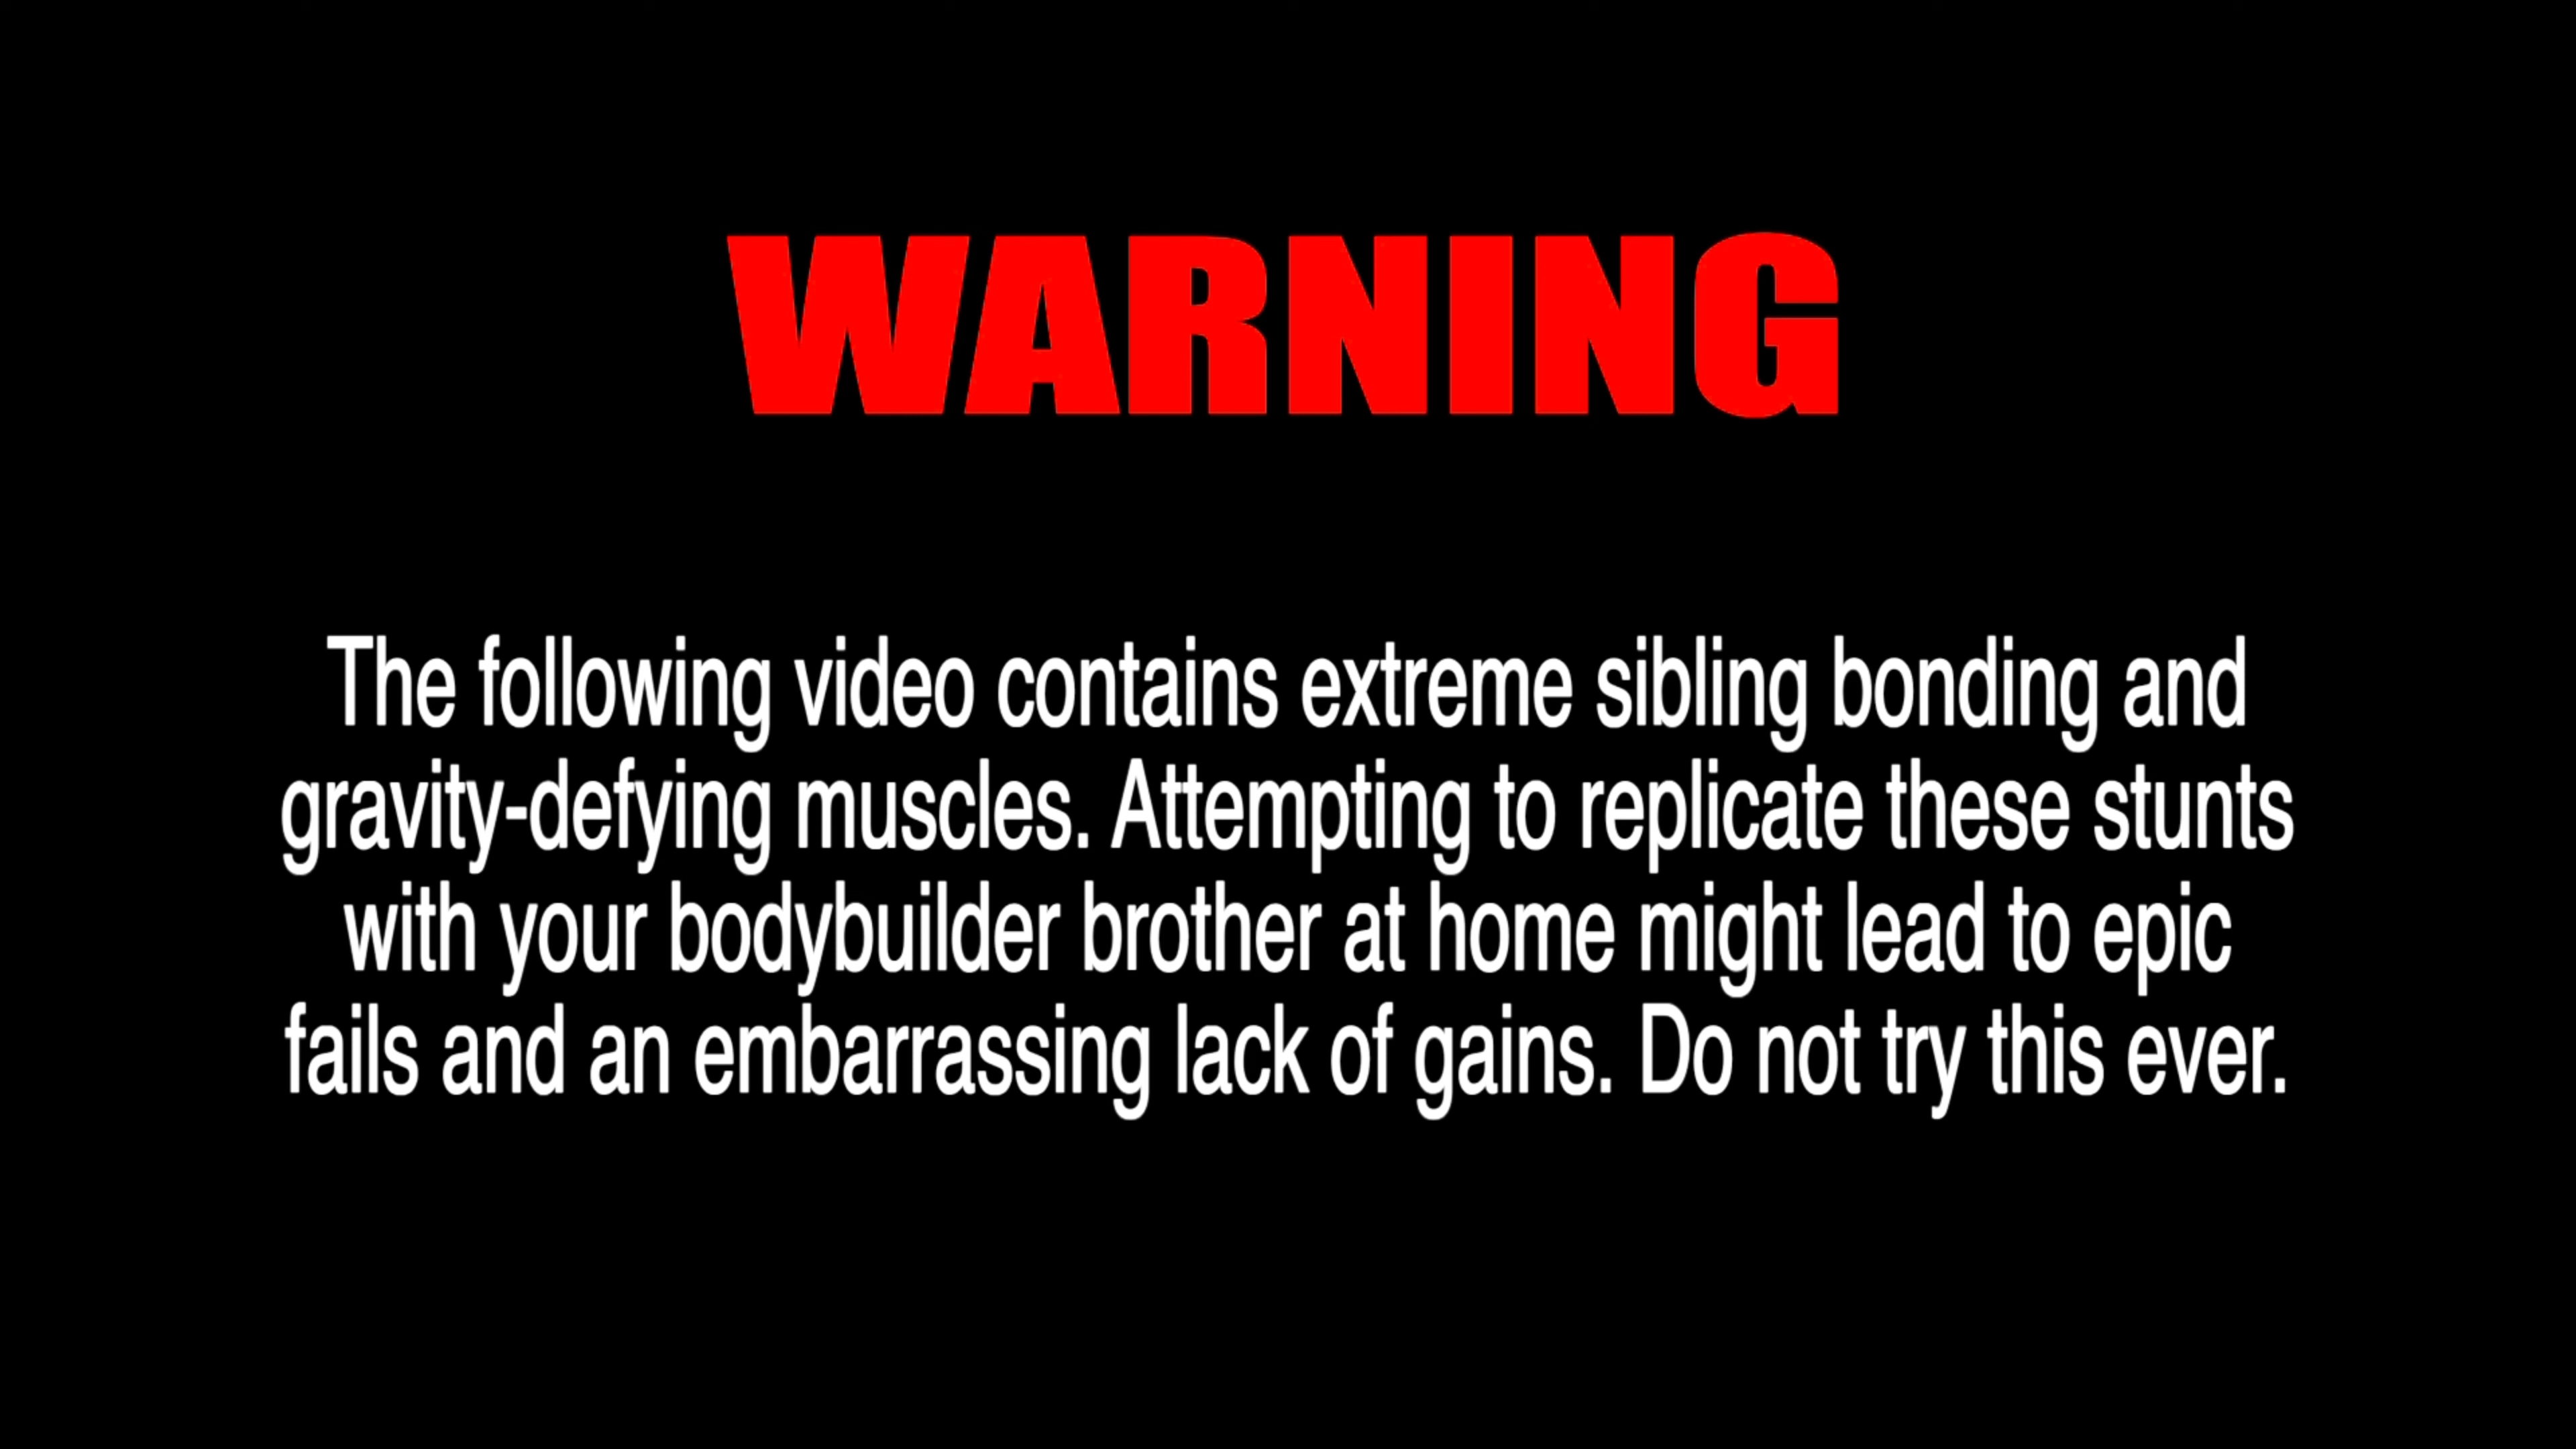 WARNING
The following video contains extreme sibling bonding and
gravity-defying muscles. Attempting to replicate these stunts
with your bodybuilder brother at home might lead to epic
fails and an embarrassing lack of gains. Do not try this ever.